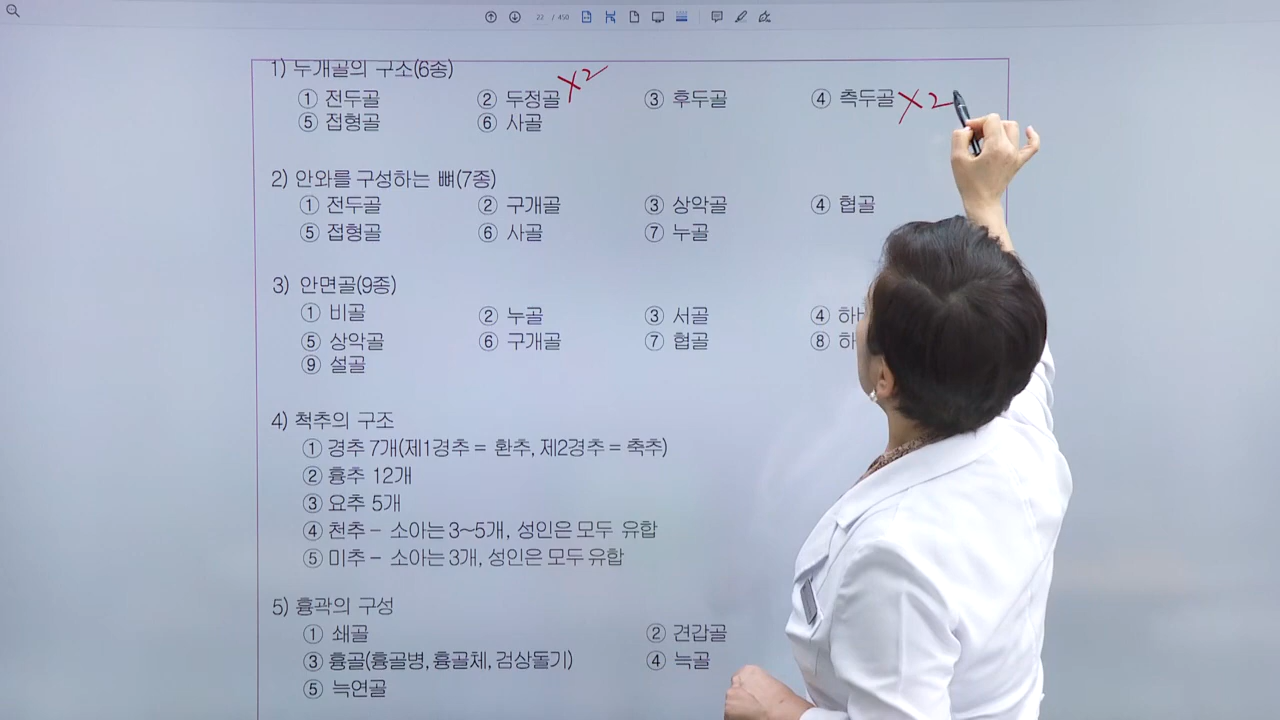 22 / 450
1) 두개골의 구소(6종)
① 전두골 ② 두정골 X2 ③ 후두골 ④ 측두골 X2
⑤ 접형골 ⑥ 사골
2) 안와를 구성하는 뼈(7종)
① 전두골 ② 구개골 ③ 상악골 ④ 협골
⑤ 접형골 ⑥ 사골 ⑦ 누골
3) 안면골(9종)
① 비골 ② 누골 ③ 서골 ④ 하
⑤ 상악골 ⑥ 구개골 ⑦ 협골 ⑧ 하
⑨ 설골
4) 척추의 구조
① 경추 7개(제1경추 = 환추, 제2경추 = 축추)
② 흉추 12개
③ 요추 5개
④ 천추 - 소아는 3~5개, 성인은 모두 유합
⑤ 미추 - 소아는 3개, 성인은 모두 유합
5) 흉곽의 구성
① 쇄골 ② 견갑골
③ 흉골(흉골병, 흉골체, 검상돌기) ④ 늑골
⑤ 늑연골